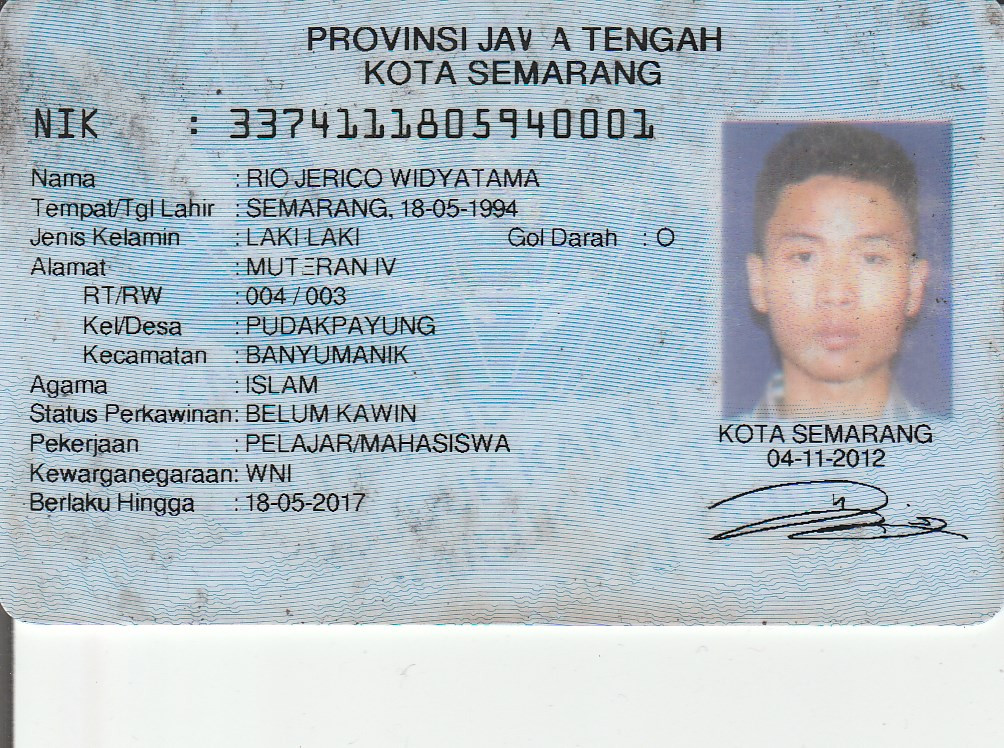 PROVINSI JAWA TENGAH
KOTA SEMARANG
NIK : 3374111805940001
Nama : RIO JERICO WIDYATAMA
Tempat/Tgl Lahir : SEMARANG, 18-05-1994
Jenis Kelamin : LAKI-LAKI Gol Darah : O
Alamat : MUTERAN IV
RT/RW : 004 / 003
Kel/Desa : PUDAKPAYUNG
Kecamatan : BANYUMANIK
Agama : ISLAM
Status Perkawinan: BELUM KAWIN
Pekerjaan : PELAJAR/MAHASISWA
Kewarganegaraan: WNI
Berlaku Hingga : 18-05-2017
KOTA SEMARANG
04-11-2012